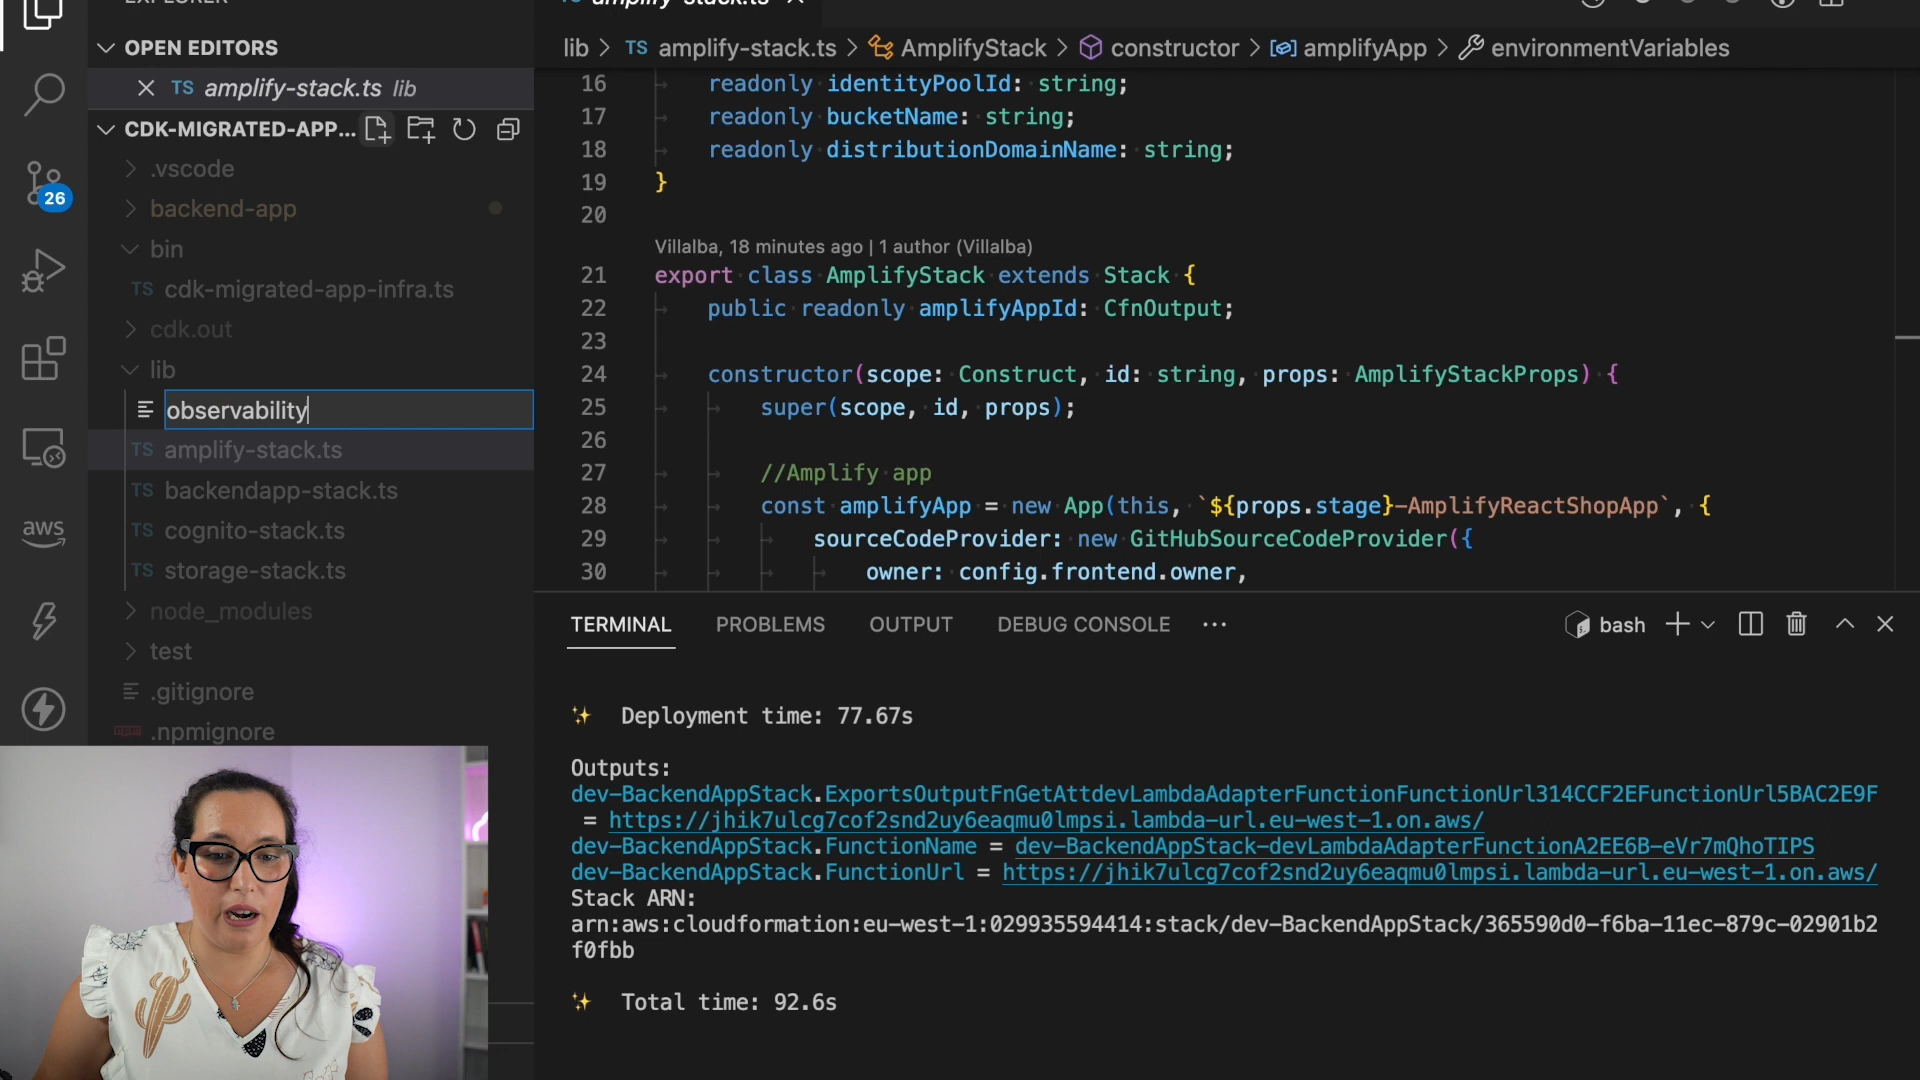 EXPLORER
OPEN EDITORS
TS amplify-stack.ts lib
CDK-MIGRATED-APP...
.vscode
backend-app
bin
TS cdk-migrated-app-infra.ts
cdk.out
lib
observability
TS amplify-stack.ts
TS backendapp-stack.ts
TS cognito-stack.ts
TS storage-stack.ts
node_modules
test
.gitignore
.npmignore
26
aws
amplify-stack.ts
lib > TS amplify-stack.ts > AmplifyStack > constructor > amplifyApp > environmentVariables
16 readonly identityPoolId: string;
17 readonly bucketName: string;
18 readonly distributionDomainName: string;
19 }
20
Villalba, 18 minutes ago | 1 author (Villalba)
21 export class AmplifyStack extends Stack {
22 public readonly amplifyAppId: CfnOutput;
23
24 constructor(scope: Construct, id: string, props: AmplifyStackProps) {
25 super(scope, id, props);
26
27 //Amplify app
28 const amplifyApp = new App(this, `${props.stage}-AmplifyReactShopApp`, {
29 sourceCodeProvider: new GitHubSourceCodeProvider({
30 owner: config.frontend.owner,
TERMINAL PROBLEMS OUTPUT DEBUG CONSOLE ... bash
✨ Deployment time: 77.67s
Outputs:
dev-BackendAppStack.ExportsOutputFnGetAttdevLambdaAdapterFunctionFunctionUrl314CCF2EFunctionUrl5BAC2E9F
= https://jhik7ulcg7cof2snd2uy6eaqmu0lmpsi.lambda-url.eu-west-1.on.aws/
dev-BackendAppStack.FunctionName = dev-BackendAppStack-devLambdaAdapterFunctionA2EE6B-eVr7mQhoTIPS
dev-BackendAppStack.FunctionUrl = https://jhik7ulcg7cof2snd2uy6eaqmu0lmpsi.lambda-url.eu-west-1.on.aws/
Stack ARN:
arn:aws:cloudformation:eu-west-1:029935594414:stack/dev-BackendAppStack/365590d0-f6ba-11ec-879c-02901b2
f0fbb
✨ Total time: 92.6s